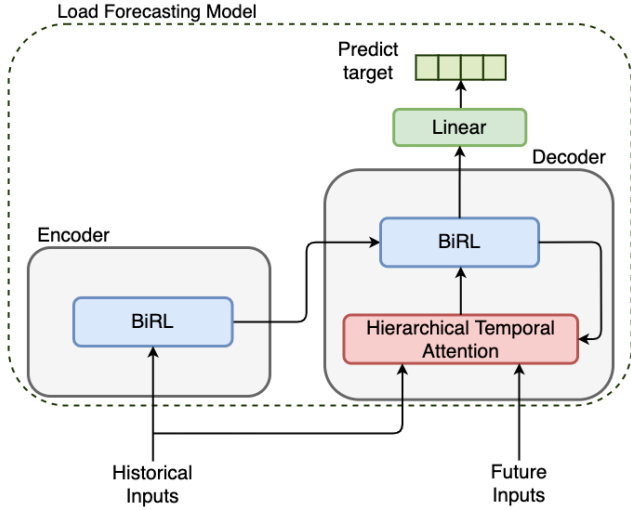 Load Forecasting Model
Predict
target
Linear
Decoder
Encoder
BiRL
BiRL
Hierarchical Temporal
Attention
Historical
Inputs
Future
Inputs